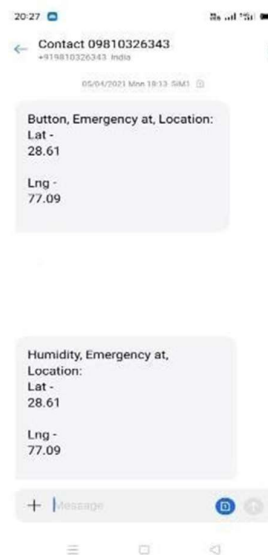 20:27
Contact 09810326343
+919810326343 India
05/04/2021 Mon 18:13 SIM1
Button, Emergency at, Location:
Lat -
28.61
Lng -
77.09
Humidity, Emergency at,
Location:
Lat -
28.61
Lng -
77.09
Message